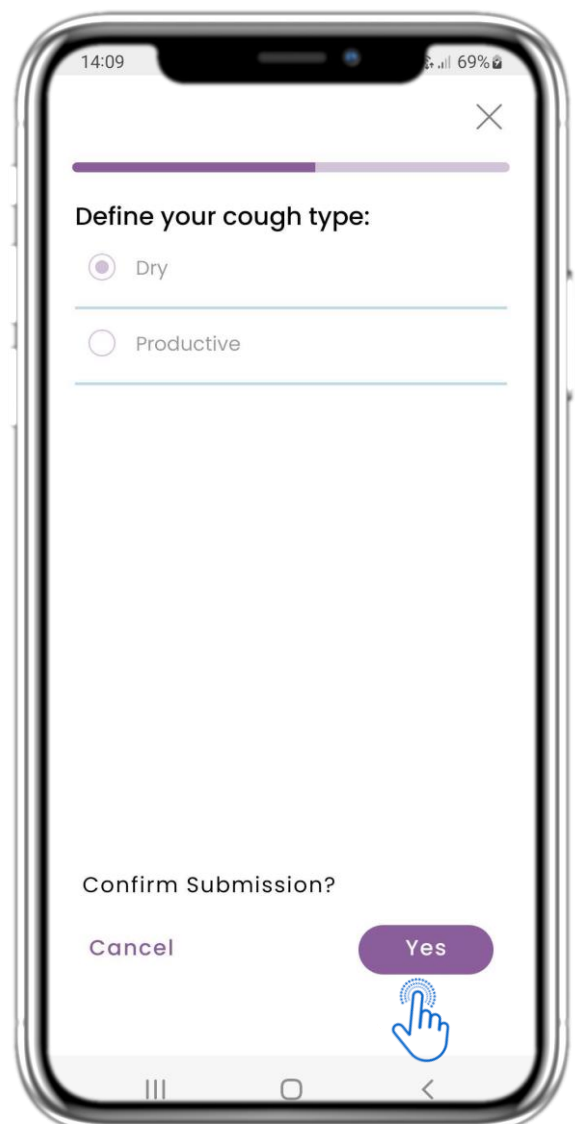 14:09
69%
Define your cough type:
Dry
Productive
Confirm Submission?
Cancel
Yes